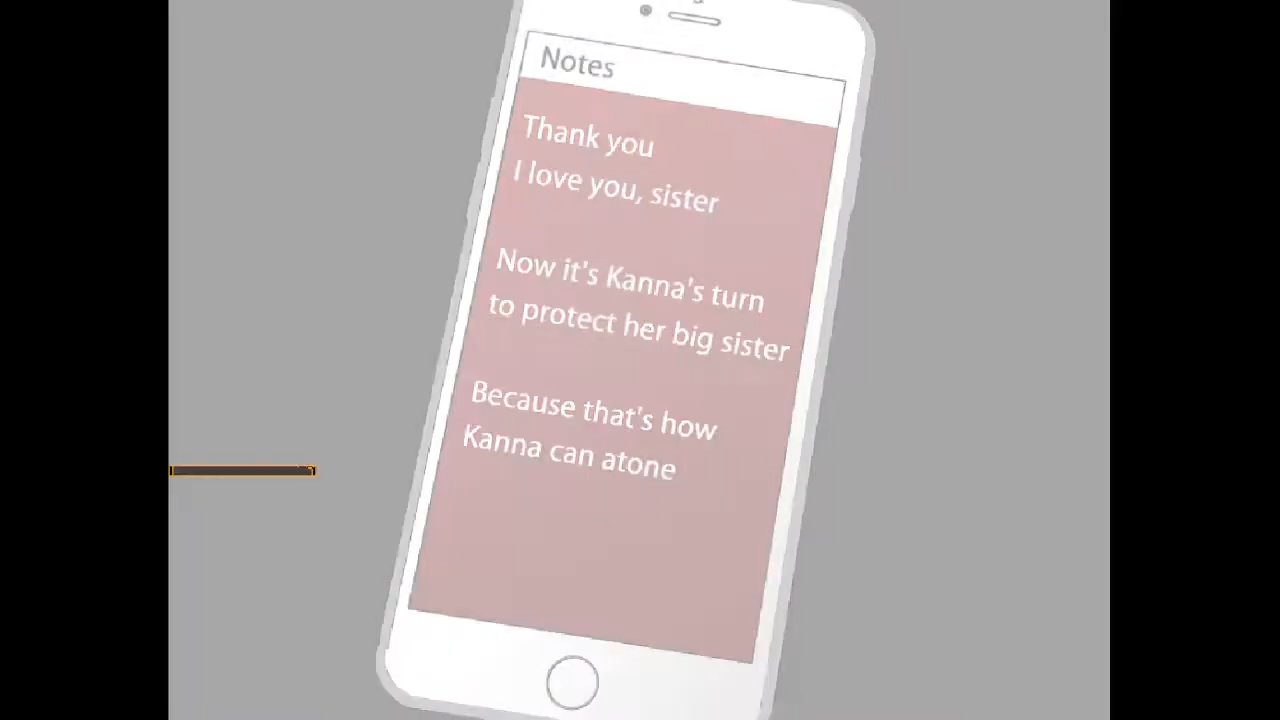 Notes
Thank you
I love you, sister
Now it's Kanna's turn
to protect her big sister
Because that's how
Kanna can atone